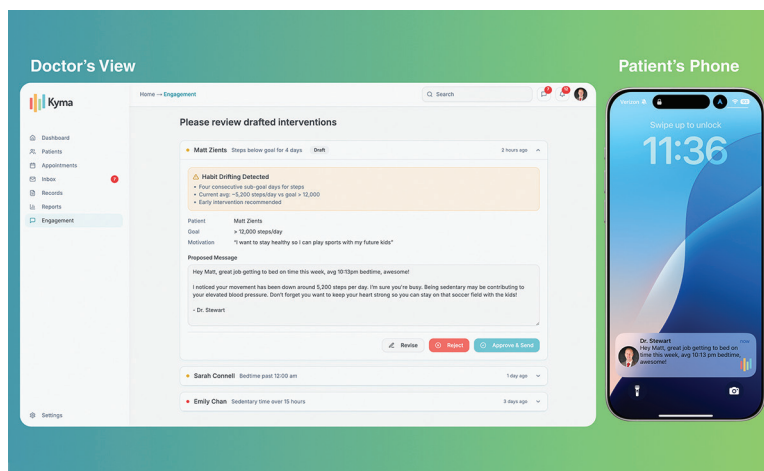 Doctor's View
Patient's Phone
Kyma
Home → Engagement
Search
7
Dashboard
Patients
Appointments
Inbox
7
Records
Reports
Engagement
Settings
Please review drafted interventions
Matt Zients Steps below goal for 4 days Draft 2 hours ago
Habit Drifting Detected
• Four consecutive sub-goal days for steps
• Current avg: ~5,200 steps/day vs goal > 12,000
• Early intervention recommended
Patient Matt Zients
Goal > 12,000 steps/day
Motivation "I want to stay healthy so I can play sports with my future kids"
Proposed Message
Hey Matt, great job getting to bed on time this week, avg 10:13pm bedtime, awesome!
I noticed your movement has been down around 5,200 steps per day. I'm sure you're busy. Being sedentary may be contributing to
your elevated blood pressure. Don't forget you want to keep your heart strong so you can stay on that soccer field with the kids!
- Dr. Stewart
Revise
Reject
Approve & Send
Sarah Connell Bedtime past 12:00 am 1 day ago
Emily Chan Sedentary time over 15 hours 3 days ago
Verizon
A
Swipe up to unlock
11:36
Dr. Stewart now
Hey Matt, great job getting to bed on
time this week, avg 10:13 pm bedtime,
awesome!